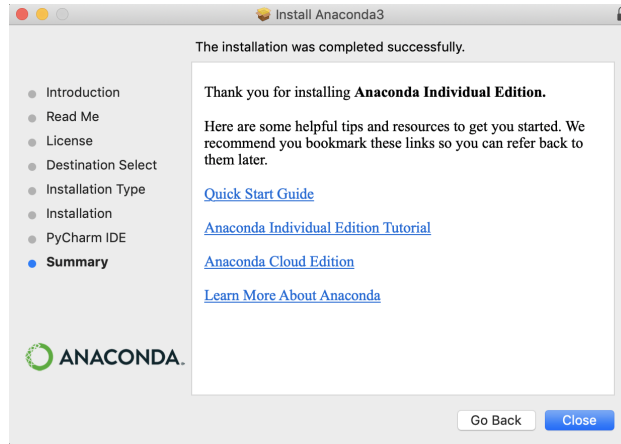 Install Anaconda3
The installation was completed successfully.
Introduction
Read Me
License
Destination Select
Installation Type
Installation
PyCharm IDE
Summary
Thank you for installing Anaconda Individual Edition.
Here are some helpful tips and resources to get you started. We
recommend you bookmark these links so you can refer back to
them later.
Quick Start Guide
Anaconda Individual Edition Tutorial
Anaconda Cloud Edition
Learn More About Anaconda
ANACONDA.
Go Back
Close